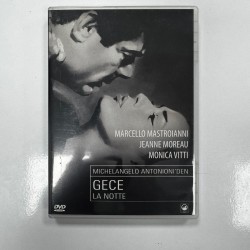 MARCELLO MASTROIANNI
JEANNE MOREAU
MONICA VITTI
MICHELANGELO ANTONIONI'DEN
GECE
LA NOTTE
DVD